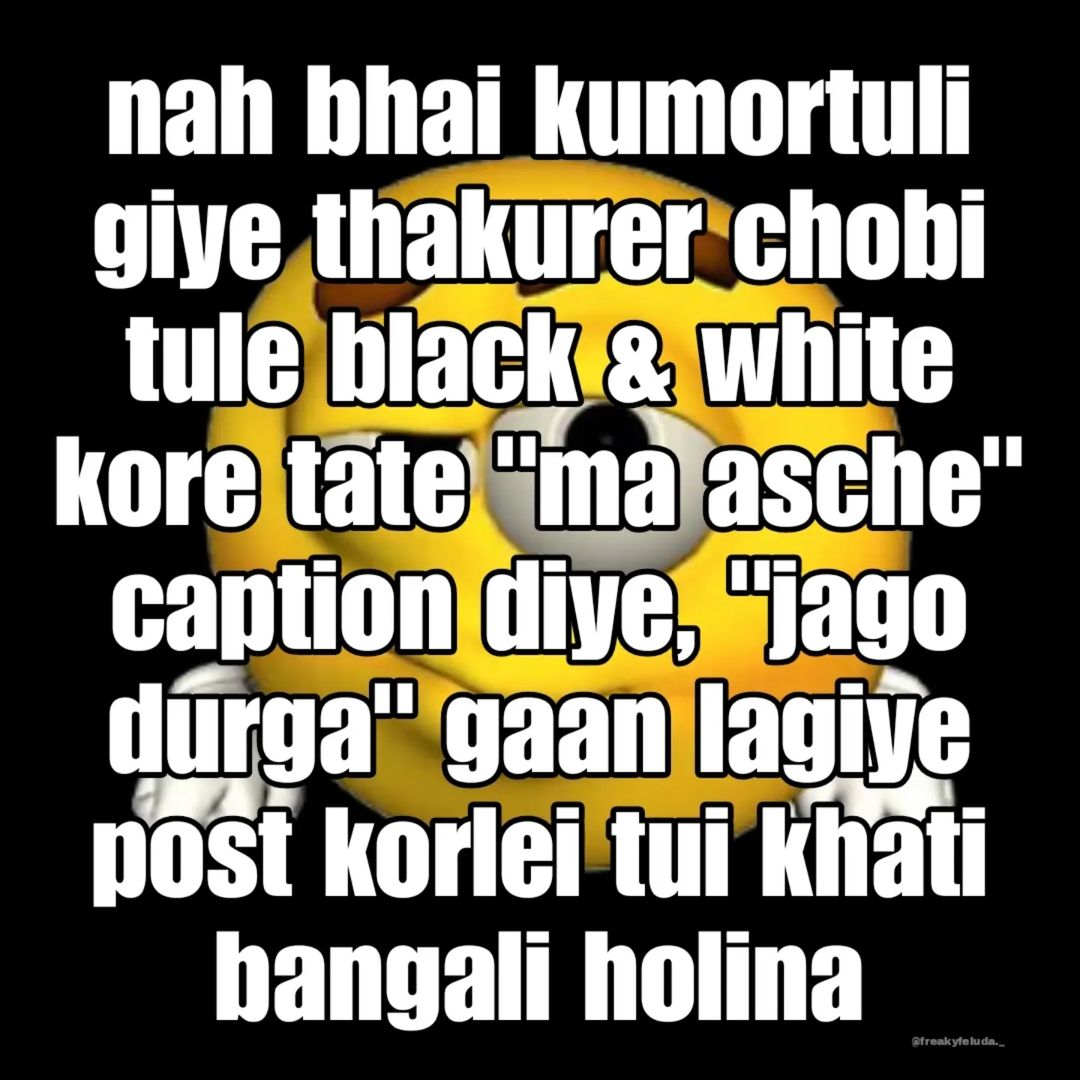 nah bhai kumortuli
giye thakurer chobi
tule black & white
kore tate "ma asche"
caption diye, "jago
durga" gaan lagiye
post korlei tui khati
bangali holina
@freakyfeluda._